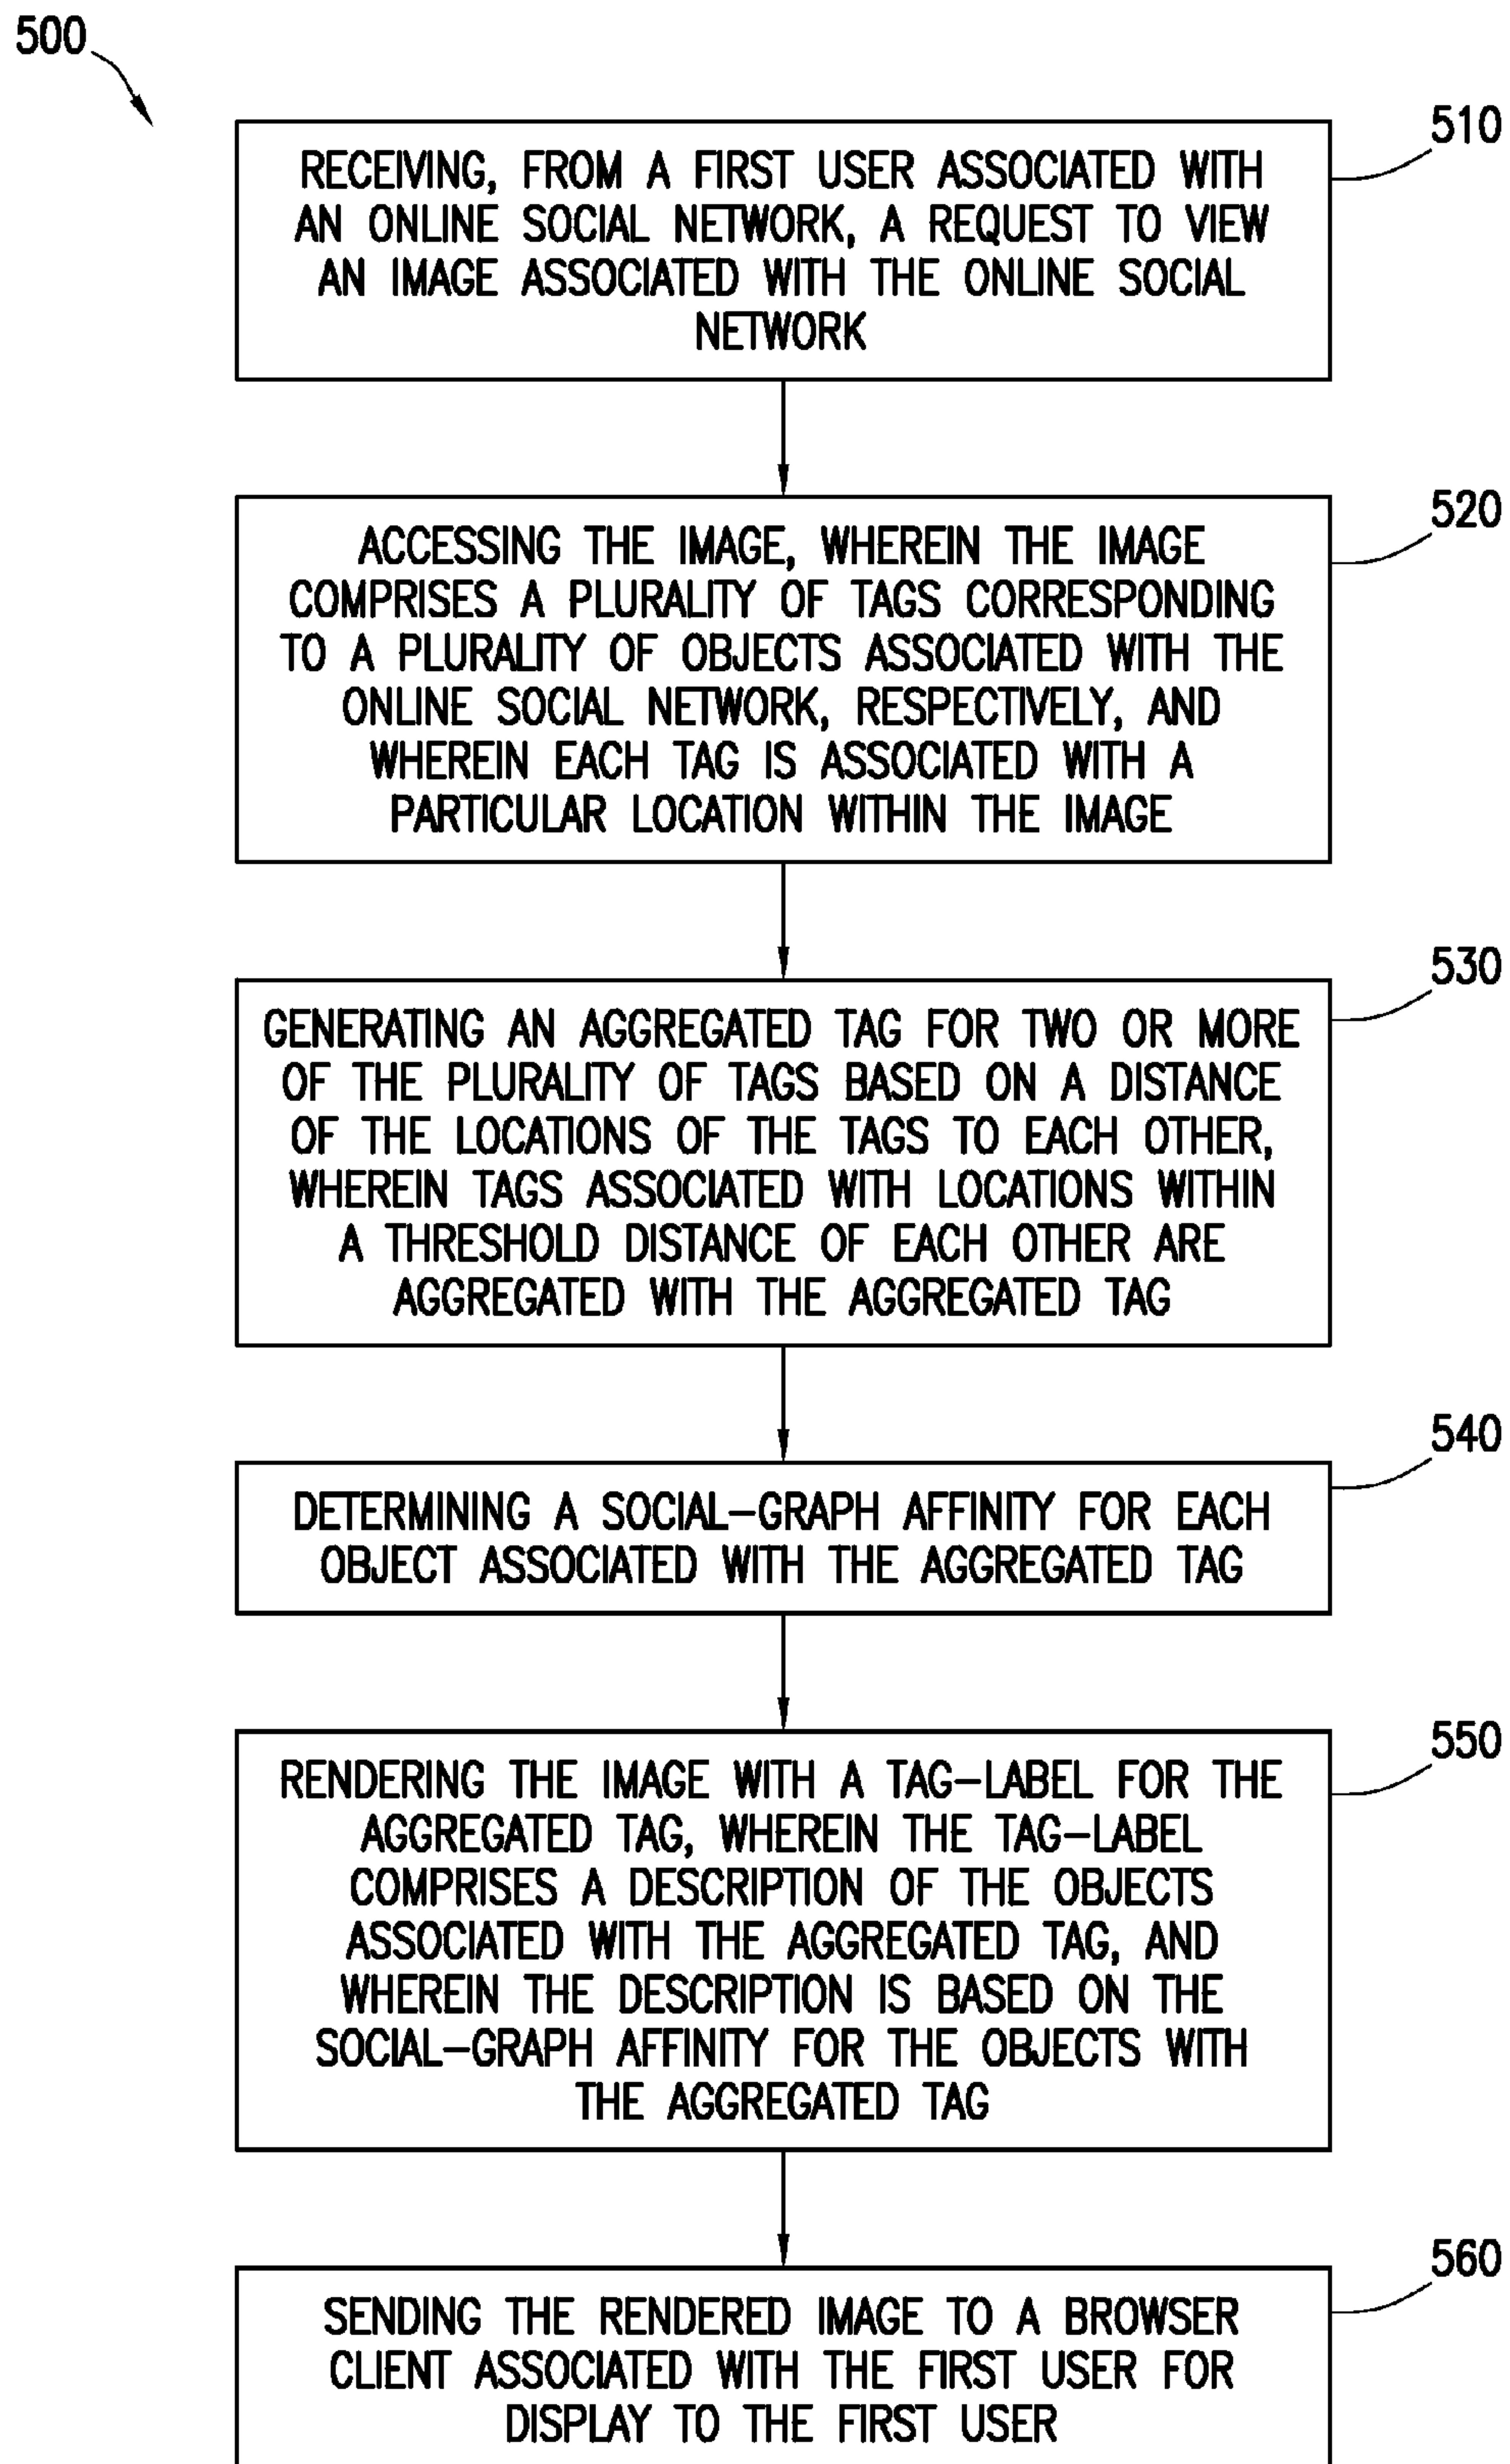 500
510
RECEIVING, FROM A FIRST USER ASSOCIATED WITH
AN ONLINE SOCIAL NETWORK, A REQUEST TO VIEW
AN IMAGE ASSOCIATED WITH THE ONLINE SOCIAL
NETWORK
520
ACCESSING THE IMAGE, WHEREIN THE IMAGE
COMPRISES A PLURALITY OF TAGS CORRESPONDING
TO A PLURALITY OF OBJECTS ASSOCIATED WITH THE
ONLINE SOCIAL NETWORK, RESPECTIVELY, AND
WHEREIN EACH TAG IS ASSOCIATED WITH A
PARTICULAR LOCATION WITHIN THE IMAGE
530
GENERATING AN AGGREGATED TAG FOR TWO OR MORE
OF THE PLURALITY OF TAGS BASED ON A DISTANCE
OF THE LOCATIONS OF THE TAGS TO EACH OTHER,
WHEREIN TAGS ASSOCIATED WITH LOCATIONS WITHIN
A THRESHOLD DISTANCE OF EACH OTHER ARE
AGGREGATED WITH THE AGGREGATED TAG
540
DETERMINING A SOCIAL-GRAPH AFFINITY FOR EACH
OBJECT ASSOCIATED WITH THE AGGREGATED TAG
550
RENDERING THE IMAGE WITH A TAG-LABEL FOR THE
AGGREGATED TAG, WHEREIN THE TAG-LABEL
COMPRISES A DESCRIPTION OF THE OBJECTS
ASSOCIATED WITH THE AGGREGATED TAG, AND
WHEREIN THE DESCRIPTION IS BASED ON THE
SOCIAL-GRAPH AFFINITY FOR THE OBJECTS WITH
THE AGGREGATED TAG
560
SENDING THE RENDERED IMAGE TO A BROWSER
CLIENT ASSOCIATED WITH THE FIRST USER FOR
DISPLAY TO THE FIRST USER